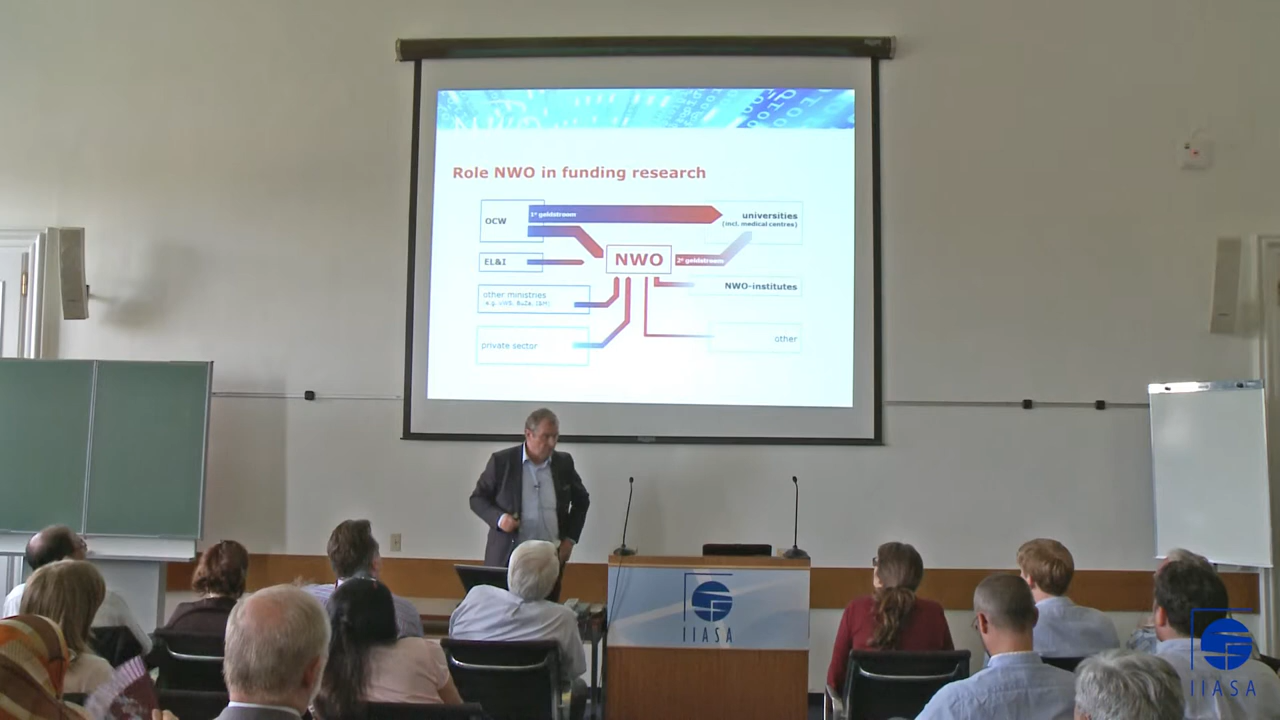 Role NWO in funding research
OCW
1e geldstroom
universities
(incl. medical centres)
EL&I
NWO
2e geldstroom
NWO-institutes
other ministries
private sector
other
IIASA
IIASA